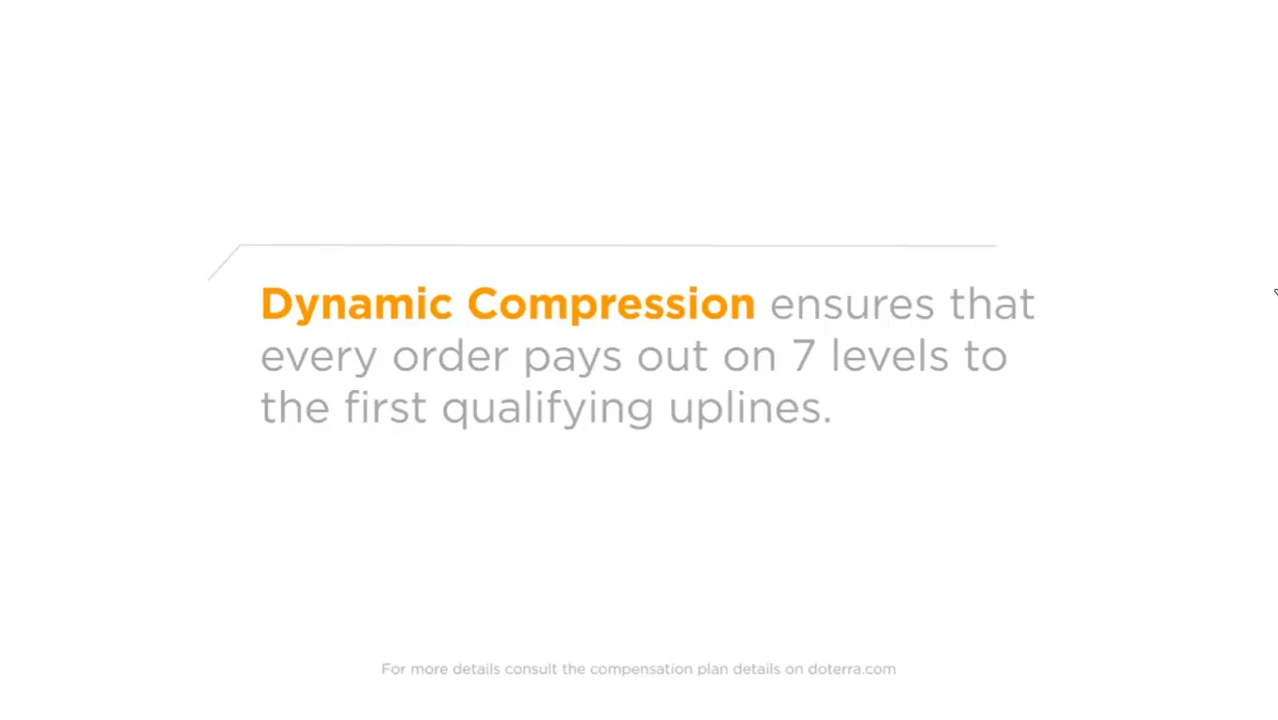 Dynamic Compression ensures that
every order pays out on 7 levels to
the first qualifying uplines.
For more details consult the compensation plan details on doterra.com